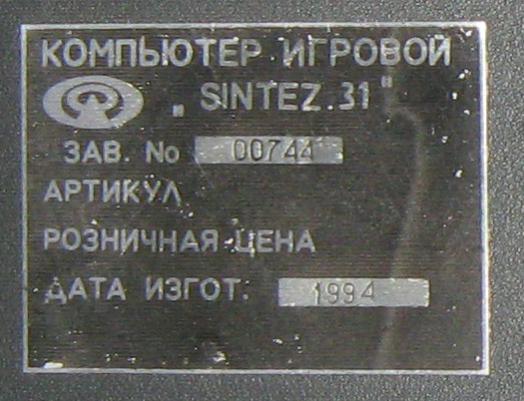 КОМПЬЮТЕР ИГРОВОЙ
„SINTEZ.31"
ЗАВ. No 00744
АРТИКУЛ
РОЗНИЧНАЯ ЦЕНА
ДАТА ИЗГОТ: 1994